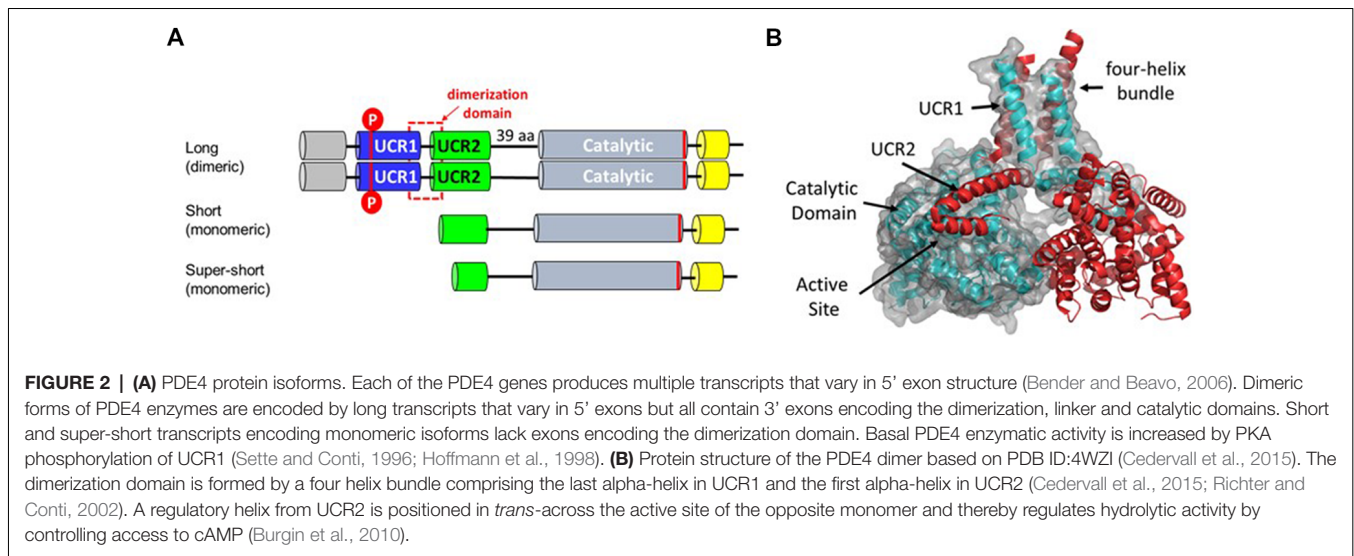 A
B
dimerization
domain
P
39 aa
Long
(dimeric)
UCR1
UCR2
Catalytic
UCR1
UCR2
Catalytic
P
Short
(monomeric)
Super-short
(monomeric)
four-helix
bundle
UCR1
UCR2
Catalytic
Domain
Active
Site
FIGURE 2 | (A) PDE4 protein isoforms. Each of the PDE4 genes produces multiple transcripts that vary in 5’ exon structure (Bender and Beavo, 2006). Dimeric
forms of PDE4 enzymes are encoded by long transcripts that vary in 5’ exons but all contain 3’ exons encoding the dimerization, linker and catalytic domains. Short
and super-short transcripts encoding monomeric isoforms lack exons encoding the dimerization domain. Basal PDE4 enzymatic activity is increased by PKA
phosphorylation of UCR1 (Sette and Conti, 1996; Hoffmann et al., 1998). (B) Protein structure of the PDE4 dimer based on PDB ID:4WZI (Cedervall et al., 2015). The
dimerization domain is formed by a four helix bundle comprising the last alpha-helix in UCR1 and the first alpha-helix in UCR2 (Cedervall et al., 2015; Richter and
Conti, 2002). A regulatory helix from UCR2 is positioned in trans-across the active site of the opposite monomer and thereby regulates hydrolytic activity by
controlling access to cAMP (Burgin et al., 2010).